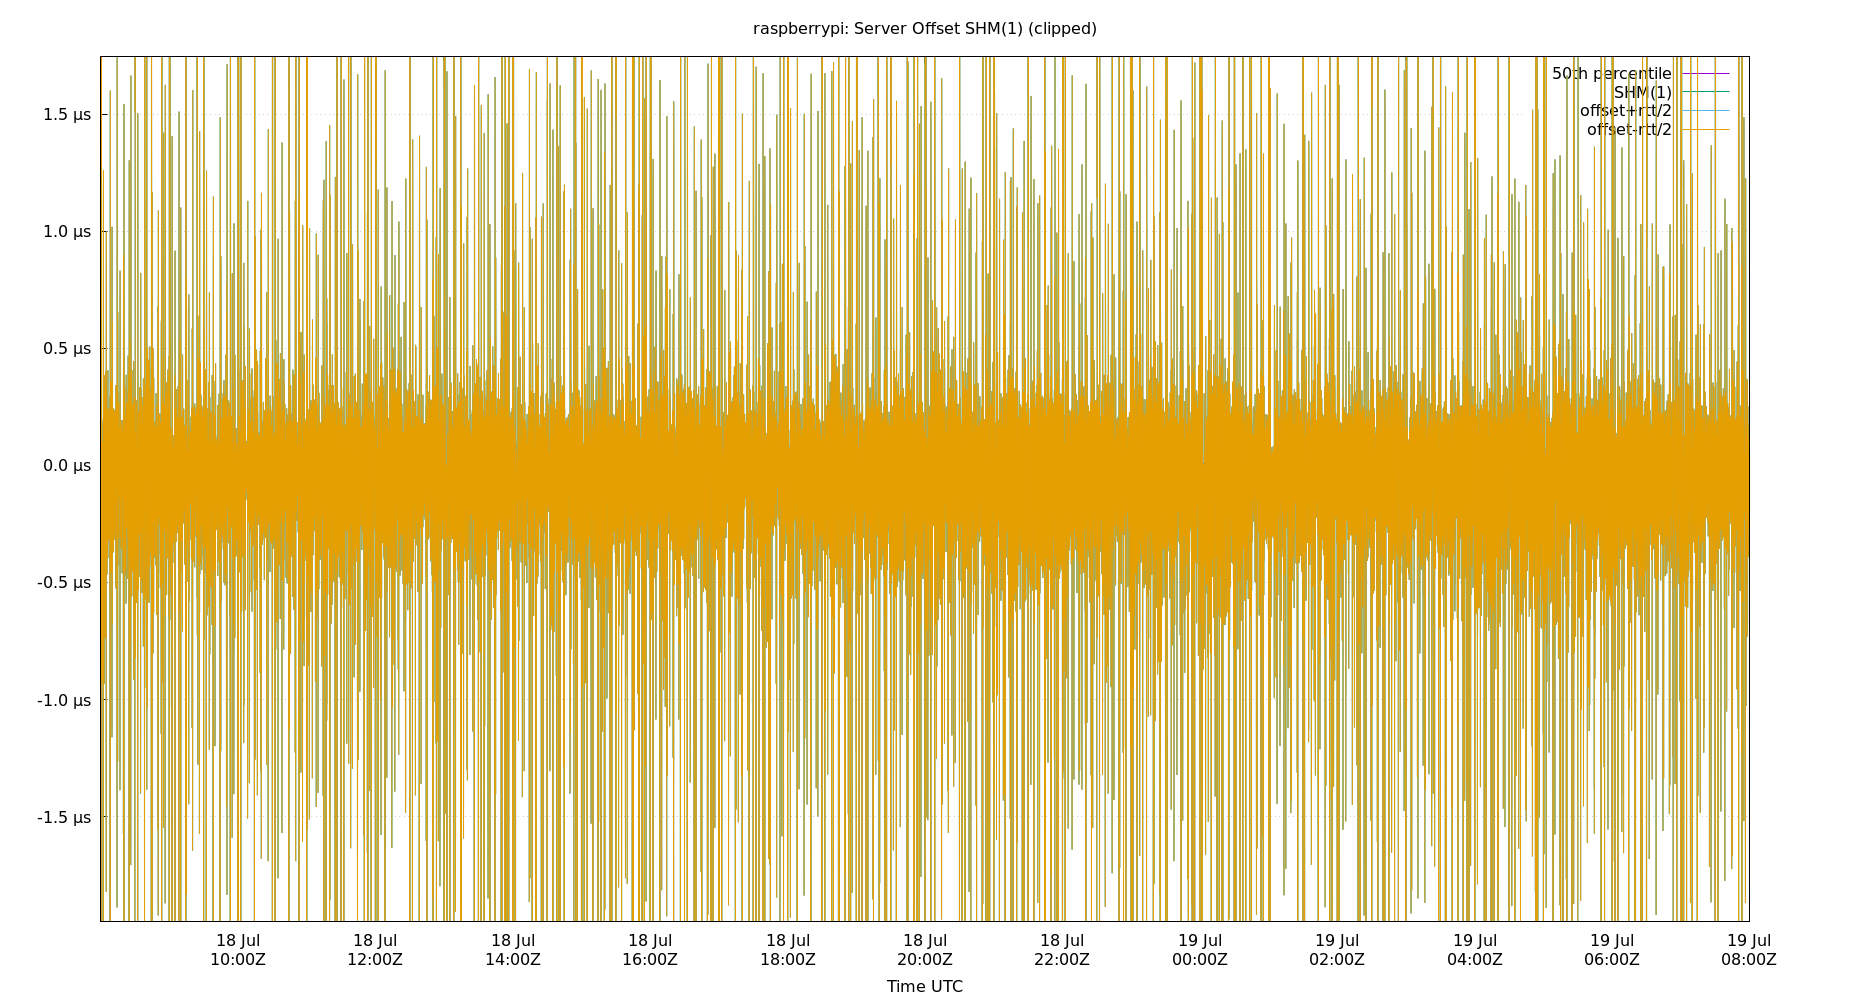 raspberrypi: Server Offset SHM(1) (clipped)
50th percentile
SHM(1)
offset+rtt/2
offset-rtt/2
1.5 µs
1.0 µs
0.5 µs
0.0 µs
-0.5 µs
-1.0 µs
-1.5 µs
18 Jul 18 Jul 18 Jul 18 Jul 18 Jul 18 Jul 18 Jul 19 Jul 19 Jul 19 Jul 19 Jul 19 Jul
10:00Z 12:00Z 14:00Z 16:00Z 18:00Z 20:00Z 22:00Z 00:00Z 02:00Z 04:00Z 06:00Z 08:00Z
Time UTC